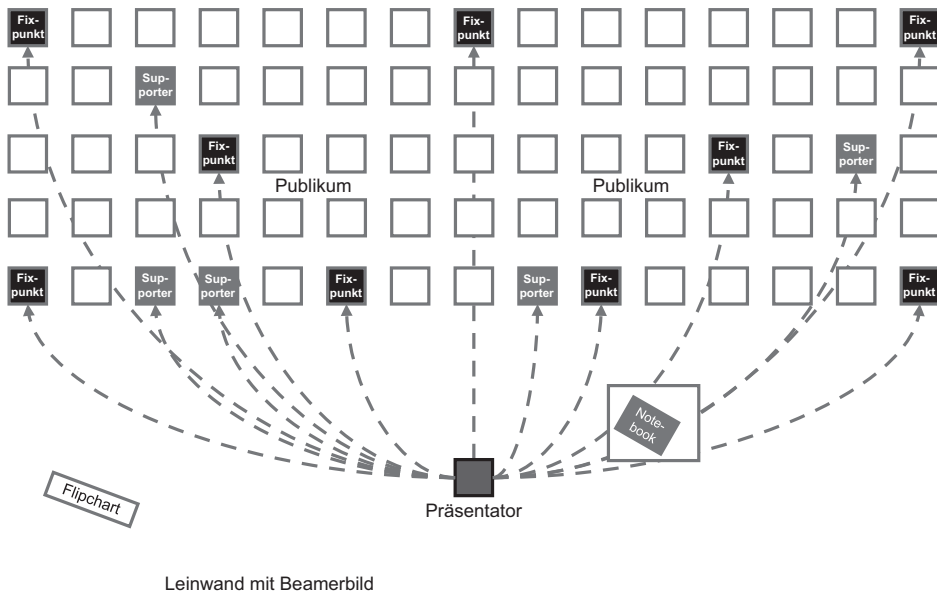 Fix-
punkt
Fix-
punkt
Fix-
punkt
Sup-
porter
Fix-
punkt
Fix-
punkt
Sup-
porter
Publikum
Publikum
Fix-
punkt
Sup-
porter
Sup-
porter
Fix-
punkt
Sup-
porter
Fix-
punkt
Fix-
punkt
Note-
book
Flipchart
Präsentator
Leinwand mit Beamerbild